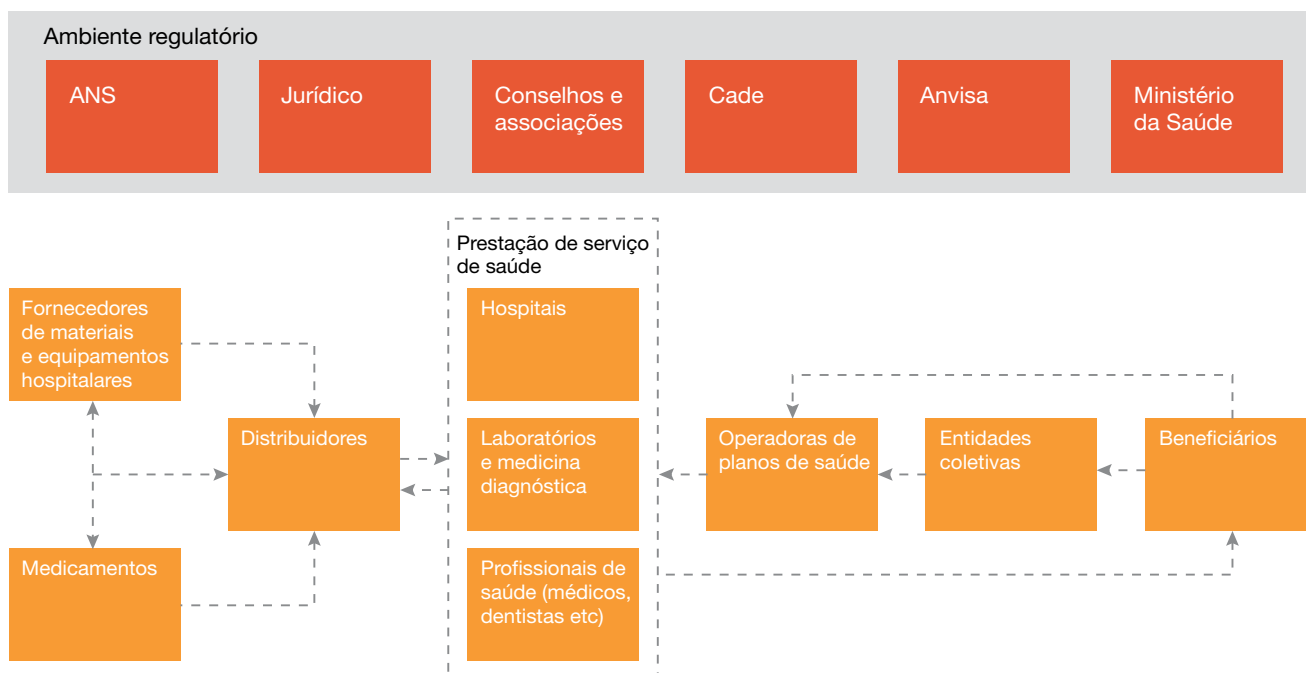 Ambiente regulatório
ANS
Jurídico
Conselhos e
associações
Cade
Anvisa
Ministério
da Saúde
Prestação de serviço
de saúde
Fornecedores
de materiais
e equipamentos
hospitalares
Medicamentos
Distribuidores
Hospitais
Laboratórios
e medicina
diagnóstica
Profissionais de
saúde (médicos,
dentistas etc)
Operadoras de
planos de saúde
Entidades
coletivas
Beneficiários